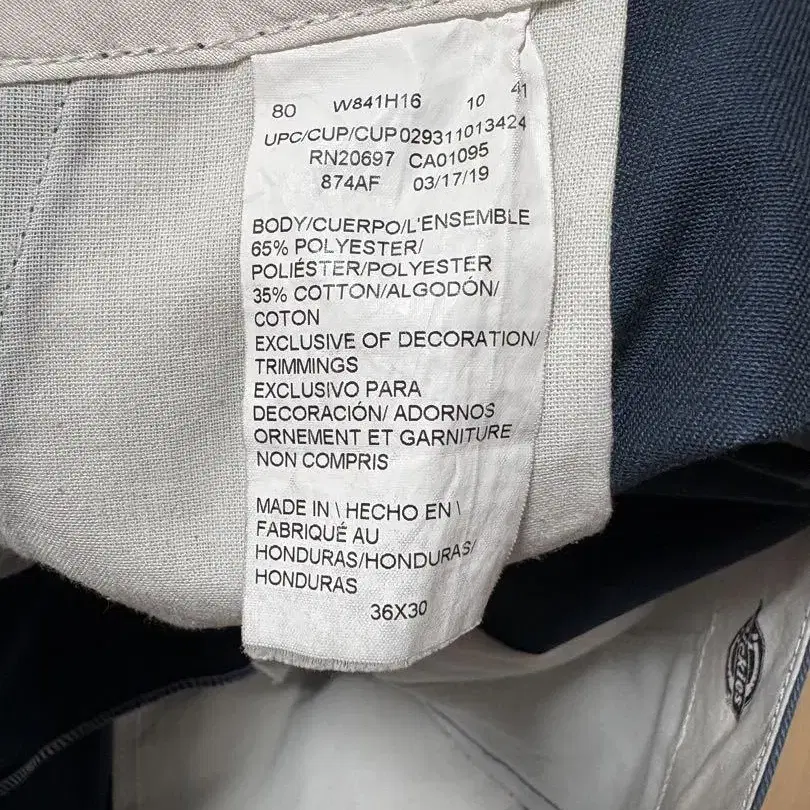 80 W841H16 10 41
UPC/CUP/CUP029311013424
RN20697 CA01095
874AF 03/17/19
BODY/CUERPO/L'ENSEMBLE
65% POLYESTER/
POLIÉSTER/POLYESTER
35% COTTON/ALGODÓN/
COTON
EXCLUSIVE OF DECORATION/
TRIMMINGS
EXCLUSIVO PARA
DECORACIÓN/ ADORNOS
ORNEMENT ET GARNITURE
NON COMPRIS
MADE IN \ HECHO EN \
FABRIQUÉ AU
HONDURAS/HONDURAS/
HONDURAS
36X30
Dickies